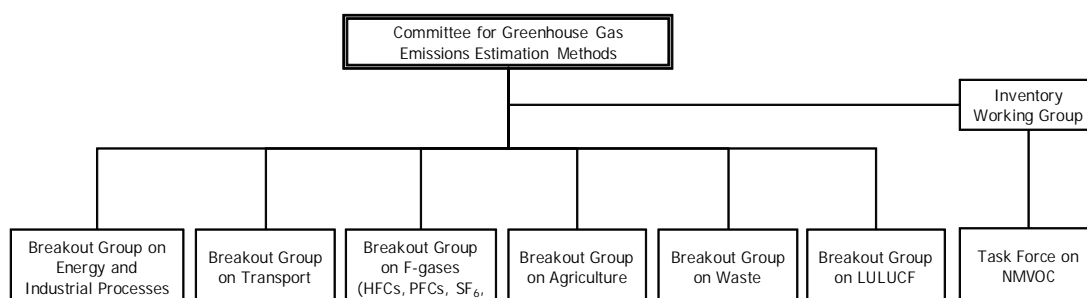 Committee for Greenhouse Gas
Emissions Estimation Methods
Inventory
Working Group
Breakout Group on
Energy and
Industrial Processes
Breakout Group
on Transport
Breakout Group
on F-gases
(HFCs, PFCs, SF₆,
Breakout Group
on Agriculture
Breakout Group
on Waste
Breakout Group
on LULUCF
Task Force on
NMVOC